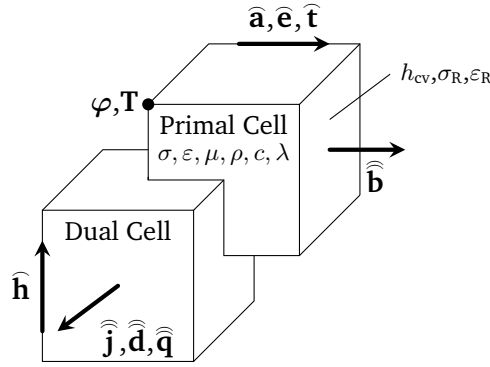 a͡,e͡,t͡
h_cv,σ_R,ε_R
φ,T
Primal Cell
σ, ε, μ, ρ, c, λ
b͡͡
Dual Cell
h͡
j͡͡,d͡͡,q͡͡